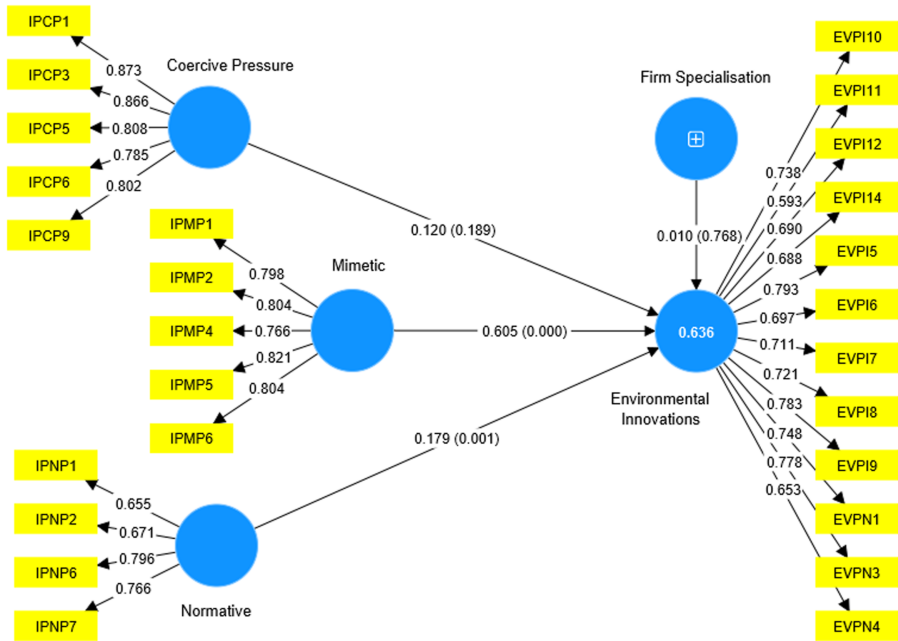 IPCP1
IPCP3
IPCP5
IPCP6
IPCP9
0.873
0.866
0.808
0.785
0.802
Coercive Pressure
Firm Specialisation
0.010 (0.768)
0.120 (0.189)
IPMP1
IPMP2
IPMP4
IPMP5
IPMP6
0.798
0.804
0.766
0.821
0.804
Mimetic
0.605 (0.000)
0.636
Environmental
Innovations
0.179 (0.001)
IPNP1
IPNP2
IPNP6
IPNP7
0.655
0.671
0.796
0.766
Normative
0.738
0.593
0.690
0.688
0.793
0.697
0.711
0.721
0.783
0.748
0.778
0.653
EVPI10
EVPI11
EVPI12
EVPI14
EVPI5
EVPI6
EVPI7
EVPI8
EVPI9
EVPN1
EVPN3
EVPN4